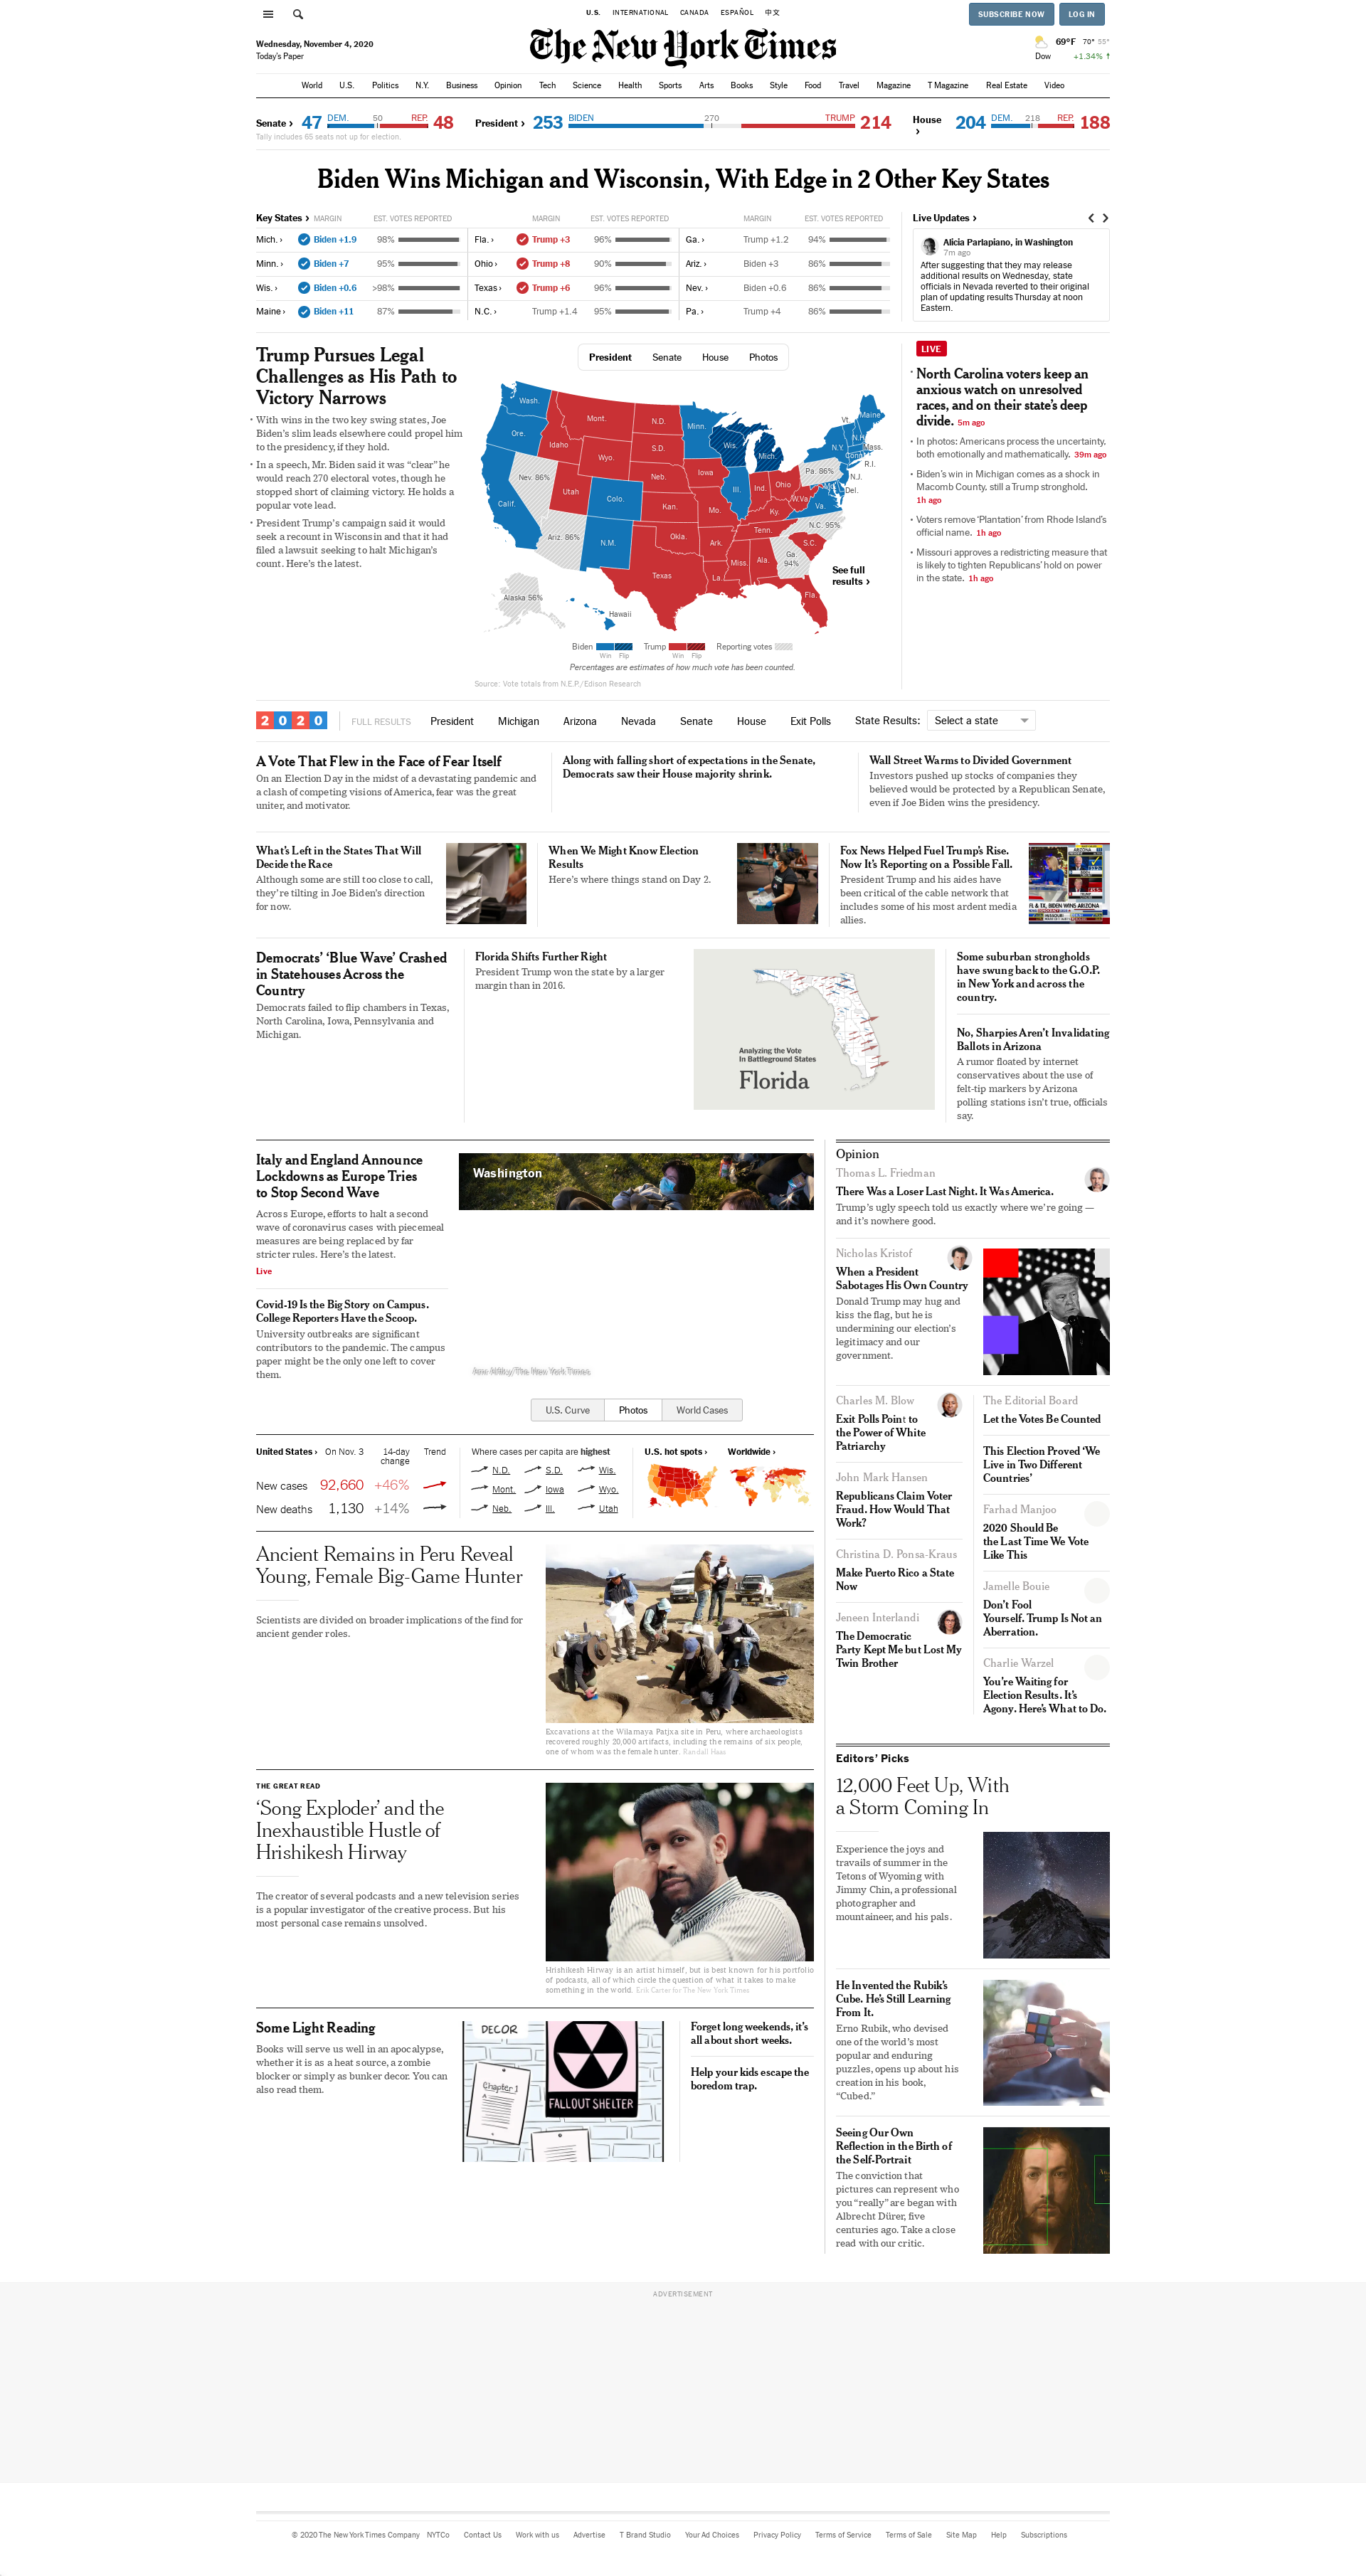 U.S. INTERNATIONAL CANADA ESPAÑOL 中文
SUBSCRIBE NOW LOG IN
Wednesday, November 4, 2020
Today's Paper
The New York Times
69°F 70° 55°
Dow +1.34% ↑
World U.S. Politics N.Y. Business Opinion Tech Science Health Sports Arts Books Style Food Travel Magazine T Magazine Real Estate Video
Senate › 47 DEM. 50 REP. 48
Tally includes 65 seats not up for election.
President › 253 BIDEN 270 TRUMP 214
House › 204 DEM. 218 REP. 188
Biden Wins Michigan and Wisconsin, With Edge in 2 Other Key States
Key States › MARGIN EST. VOTES REPORTED MARGIN EST. VOTES REPORTED MARGIN EST. VOTES REPORTED
Mich. › Biden +1.9 98% Fla. › Trump +3 96% Ga. › Trump +1.2 94%
Minn. › Biden +7 95% Ohio › Trump +8 90% Ariz. › Biden +3 86%
Wis. › Biden +0.6 >98% Texas › Trump +6 96% Nev. › Biden +0.6 86%
Maine › Biden +11 87% N.C. › Trump +1.4 95% Pa. › Trump +4 86%
Live Updates ›
Alicia Parlapiano, in Washington
7m ago
After suggesting that they may release
additional results on Wednesday, state
officials in Nevada reverted to their original
plan of updating results Thursday at noon
Eastern.
Trump Pursues Legal
Challenges as His Path to
Victory Narrows
• With wins in the two key swing states, Joe
Biden's slim leads elsewhere could propel him
to the presidency, if they hold.
• In a speech, Mr. Biden said it was “clear” he
would reach 270 electoral votes, though he
stopped short of claiming victory. He holds a
popular vote lead.
• President Trump's campaign said it would
seek a recount in Wisconsin and that it had
filed a lawsuit seeking to halt Michigan's
count. Here's the latest.
President Senate House Photos
Wash.
Mont.
N.D.
Minn.
Vt.
Maine
Ore.
Idaho
S.D.
Wis.
Mich.
N.Y.
N.H.
Mass.
Conn.
R.I.
Wyo.
Nev. 86%
Neb.
Iowa
Pa. 86%
N.J.
Utah
Colo.
Ill.
Ind.
Ohio
Del.
Calif.
Kan.
Mo.
W.Va.
Va.
Ky.
Ariz. 86%
N.M.
Okla.
Ark.
Tenn.
N.C. 95%
S.C.
Texas
La.
Miss.
Ala.
Ga.
94%
Fla.
Alaska 56%
Hawaii
See full
results ›
Biden Trump Reporting votes
Win Flip Win Flip
Percentages are estimates of how much vote has been counted.
Source: Vote totals from N.E.P./Edison Research
LIVE
• North Carolina voters keep an
anxious watch on unresolved
races, and on their state's deep
divide. 5m ago
• In photos: Americans process the uncertainty,
both emotionally and mathematically. 39m ago
• Biden's win in Michigan comes as a shock in
Macomb County, still a Trump stronghold.
1h ago
• Voters remove ‘Plantation’ from Rhode Island's
official name. 1h ago
• Missouri approves a redistricting measure that
is likely to tighten Republicans’ hold on power
in the state. 1h ago
2020 FULL RESULTS President Michigan Arizona Nevada Senate House Exit Polls State Results: Select a state
A Vote That Flew in the Face of Fear Itself
On an Election Day in the midst of a devastating pandemic and
a clash of competing visions of America, fear was the great
uniter, and motivator.
Along with falling short of expectations in the Senate,
Democrats saw their House majority shrink.
Wall Street Warms to Divided Government
Investors pushed up stocks of companies they
believed would be protected by a Republican Senate,
even if Joe Biden wins the presidency.
What's Left in the States That Will
Decide the Race
Although some are still too close to call,
they're tilting in Joe Biden's direction
for now.
When We Might Know Election
Results
Here's where things stand on Day 2.
Fox News Helped Fuel Trump's Rise.
Now It's Reporting on a Possible Fall.
President Trump and his aides have
been critical of the cable network that
includes some of his most ardent media
allies.
Democrats’ ‘Blue Wave’ Crashed
in Statehouses Across the
Country
Democrats failed to flip chambers in Texas,
North Carolina, Iowa, Pennsylvania and
Michigan.
Florida Shifts Further Right
President Trump won the state by a larger
margin than in 2016.
Analyzing the Vote
In Battleground States
Florida
Some suburban strongholds
have swung back to the G.O.P.
in New York and across the
country.
No, Sharpies Aren't Invalidating
Ballots in Arizona
A rumor floated by internet
conservatives about the use of
felt-tip markers by Arizona
polling stations isn't true, officials
say.
Italy and England Announce
Lockdowns as Europe Tries
to Stop Second Wave
Across Europe, efforts to halt a second
wave of coronavirus cases with piecemeal
measures are being replaced by far
stricter rules. Here's the latest.
Live
Covid-19 Is the Big Story on Campus.
College Reporters Have the Scoop.
University outbreaks are significant
contributors to the pandemic. The campus
paper might be the only one left to cover
them.
Washington
Amr Alfiky/The New York Times
U.S. Curve Photos World Cases
United States › On Nov. 3 14-day
change Trend
New cases 92,660 +46%
New deaths 1,130 +14%
Where cases per capita are highest
N.D. S.D. Wis.
Mont. Iowa Wyo.
Neb. Ill. Utah
U.S. hot spots › Worldwide ›
Ancient Remains in Peru Reveal
Young, Female Big-Game Hunter
Scientists are divided on broader implications of the find for
ancient gender roles.
Excavations at the Wilamaya Patjxa site in Peru, where archaeologists
recovered roughly 20,000 artifacts, including the remains of six people,
one of whom was the female hunter. Randall Haas
THE GREAT READ
‘Song Exploder’ and the
Inexhaustible Hustle of
Hrishikesh Hirway
The creator of several podcasts and a new television series
is a popular investigator of the creative process. But his
most personal case remains unsolved.
Hrishikesh Hirway is an artist himself, but is best known for his portfolio
of podcasts, all of which circle the question of what it takes to make
something in the world. Erik Carter for The New York Times
Some Light Reading
Books will serve us well in an apocalypse,
whether it is as a heat source, a zombie
blocker or simply as bunker decor. You can
also read them.
DECOR
Chapter 1
FALLOUT SHELTER
Forget long weekends, it's
all about short weeks.
Help your kids escape the
boredom trap.
Opinion
Thomas L. Friedman
There Was a Loser Last Night. It Was America.
Trump's ugly speech told us exactly where we're going —
and it's nowhere good.
Nicholas Kristof
When a President
Sabotages His Own Country
Donald Trump may hug and
kiss the flag, but he is
undermining our election's
legitimacy and our
government.
Charles M. Blow
Exit Polls Point to
the Power of White
Patriarchy
John Mark Hansen
Republicans Claim Voter
Fraud. How Would That
Work?
Christina D. Ponsa-Kraus
Make Puerto Rico a State
Now
Jeneen Interlandi
The Democratic
Party Kept Me but Lost My
Twin Brother
The Editorial Board
Let the Votes Be Counted
This Election Proved ‘We
Live in Two Different
Countries’
Farhad Manjoo
2020 Should Be
the Last Time We Vote
Like This
Jamelle Bouie
Don't Fool
Yourself. Trump Is Not an
Aberration.
Charlie Warzel
You're Waiting for
Election Results. It's
Agony. Here's What to Do.
Editors’ Picks
12,000 Feet Up, With
a Storm Coming In
Experience the joys and
travails of summer in the
Tetons of Wyoming with
Jimmy Chin, a professional
photographer and
mountaineer, and his pals.
He Invented the Rubik's
Cube. He's Still Learning
From It.
Erno Rubik, who devised
one of the world's most
popular and enduring
puzzles, opens up about his
creation in his book,
“Cubed.”
Seeing Our Own
Reflection in the Birth of
the Self-Portrait
The conviction that
pictures can represent who
you “really” are began with
Albrecht Dürer, five
centuries ago. Take a close
read with our critic.
ADVERTISEMENT
© 2020 The New York Times Company NYTCo Contact Us Work with us Advertise T Brand Studio Your Ad Choices Privacy Policy Terms of Service Terms of Sale Site Map Help Subscriptions